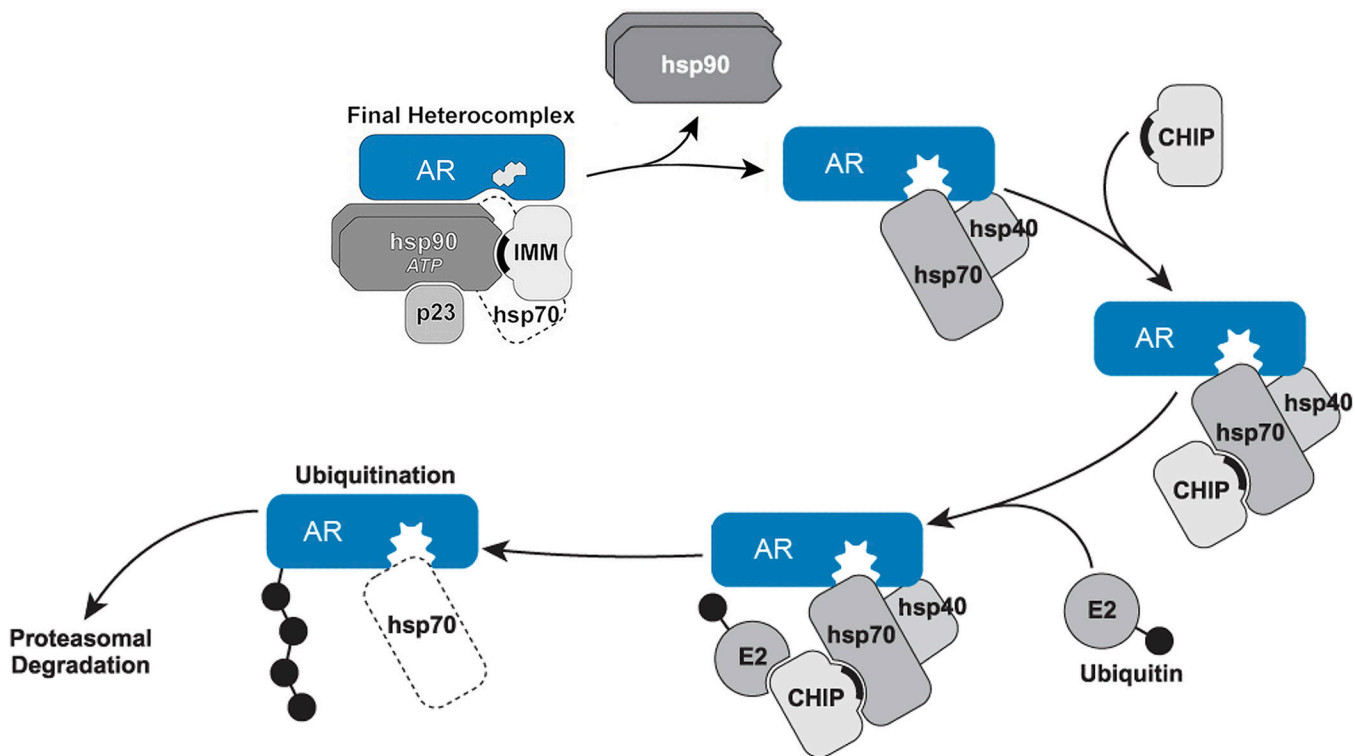 hsp90
Final Heterocomplex
AR
hsp90
ATP
IMM
p23
hsp70
AR
hsp40
hsp70
CHIP
AR
hsp40
hsp70
CHIP
E2
Ubiquitin
AR
hsp40
hsp70
E2
CHIP
Ubiquitination
AR
hsp70
Proteasomal
Degradation